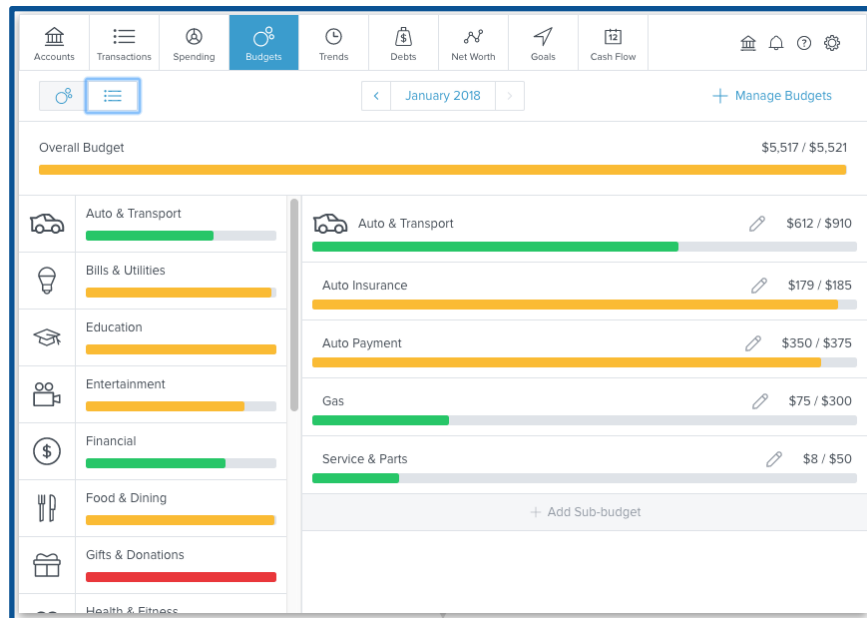 Accounts Transactions Spending Budgets Trends Debts Net Worth Goals Cash Flow
$ 12 ?
January 2018 Manage Budgets
Overall Budget $5,517 / $5,521
Auto & Transport
Bills & Utilities
Education
Entertainment
Financial
$
Food & Dining
Gifts & Donations
Health & Fitness
Auto & Transport $612 / $910
Auto Insurance $179 / $185
Auto Payment $350 / $375
Gas $75 / $300
Service & Parts $8 / $50
+ Add Sub-budget